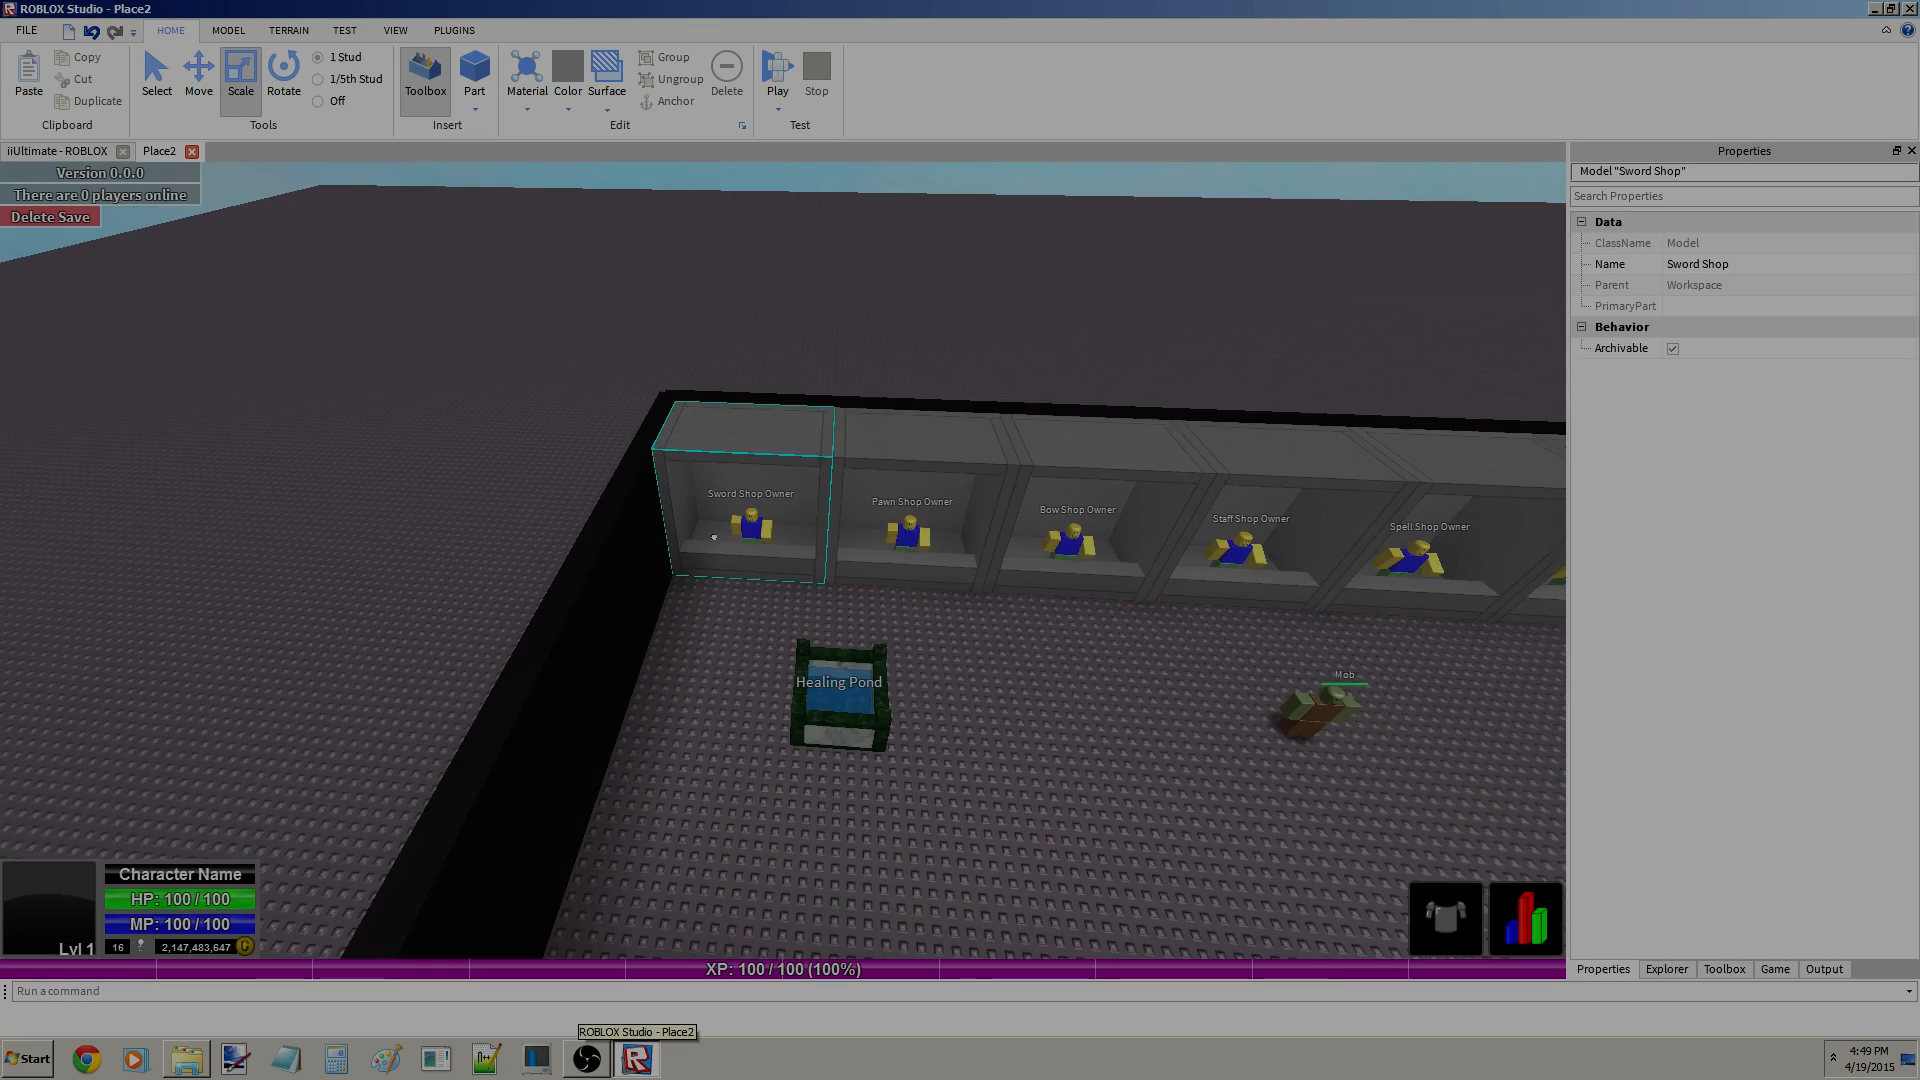 ROBLOX Studio - Place2
FILE
HOME
MODEL
TERRAIN
TEST
VIEW
PLUGINS
Paste
Copy
Cut
Duplicate
Clipboard
Select
Move
Scale
Rotate
1 Stud
1/5th Stud
Off
Tools
Toolbox
Part
Insert
Material
Color
Surface
Group
Ungroup
Anchor
Delete
Edit
Play
Stop
Test
iiUltimate - ROBLOX
Place2
Version 0.0.0
There are 0 players online
Delete Save
Sword Shop Owner
Pawn Shop Owner
Bow Shop Owner
Staff Shop Owner
Spell Shop Owner
Healing Pond
Mob
Character Name
HP: 100 / 100
MP: 100 / 100
Lvl 1
16
2,147,483,647
G
XP: 100 / 100 (100%)
Properties
Model "Sword Shop"
Search Properties
Data
ClassName Model
Name Sword Shop
Parent Workspace
PrimaryPart
Behavior
Archivable
Properties
Explorer
Toolbox
Game
Output
Run a command
ROBLOX Studio - Place2
Start
4:49 PM
4/19/2015